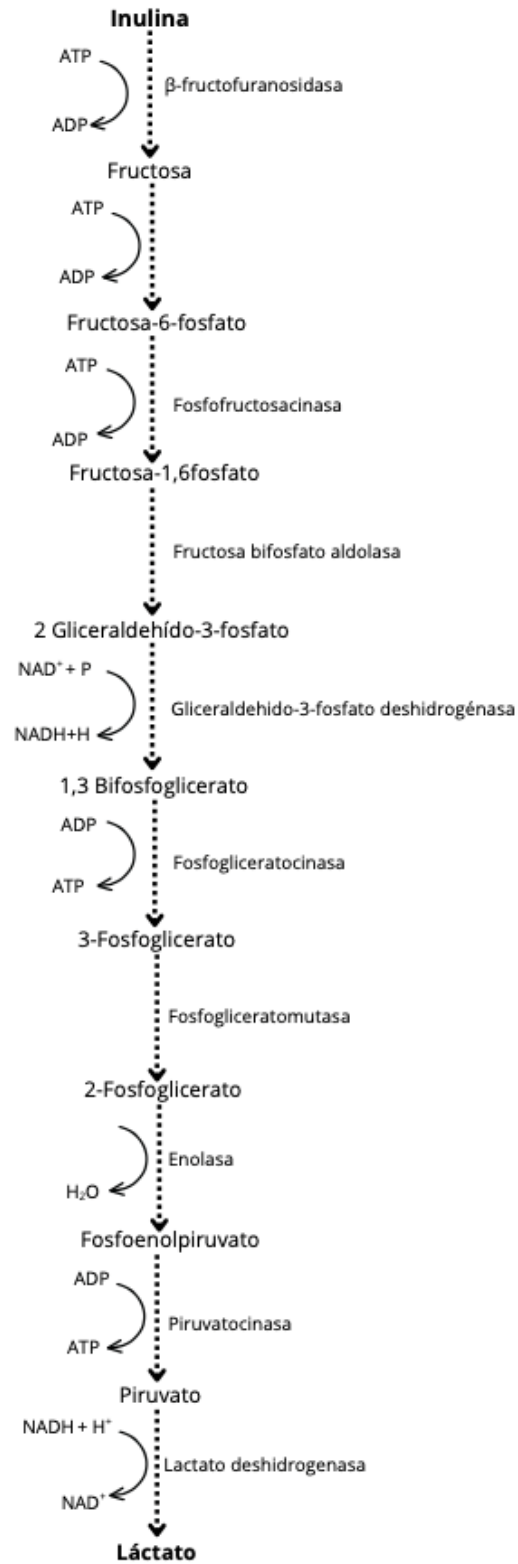 Inulina
ATP
β-fructofuranosidasa
ADP
Fructosa
ATP
ADP
Fructosa-6-fosfato
ATP
Fosfofructosacinasa
ADP
Fructosa-1,6fosfato
Fructosa bifosfato aldolasa
2 Gliceraldehído-3-fosfato
NAD⁺ + P
Gliceraldehido-3-fosfato deshidrogénasa
NADH+H
1,3 Bifosfoglicerato
ADP
Fosfogliceratocinasa
ATP
3-Fosfoglicerato
Fosfogliceratomutasa
2-Fosfoglicerato
Enolasa
H₂O
Fosfoenolpiruvato
ADP
Piruvatocinasa
ATP
Piruvato
NADH + H⁺
Lactato deshidrogenasa
NAD⁺
Láctato